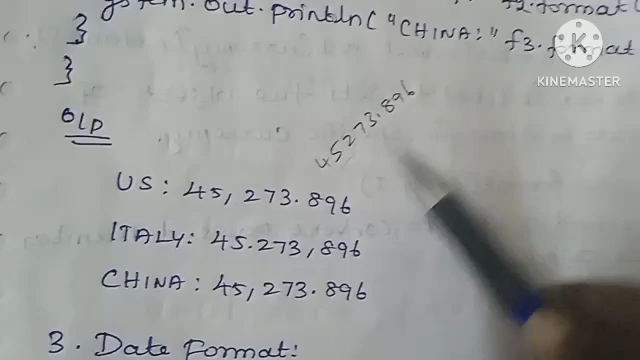 ystem.out.println("CHINA:" f3.format
}
}
O/P
45273.896
US: 45,273.896
ITALY: 45.273,896
CHINA: 45,273.896
3. Date Format:
KINEMASTER